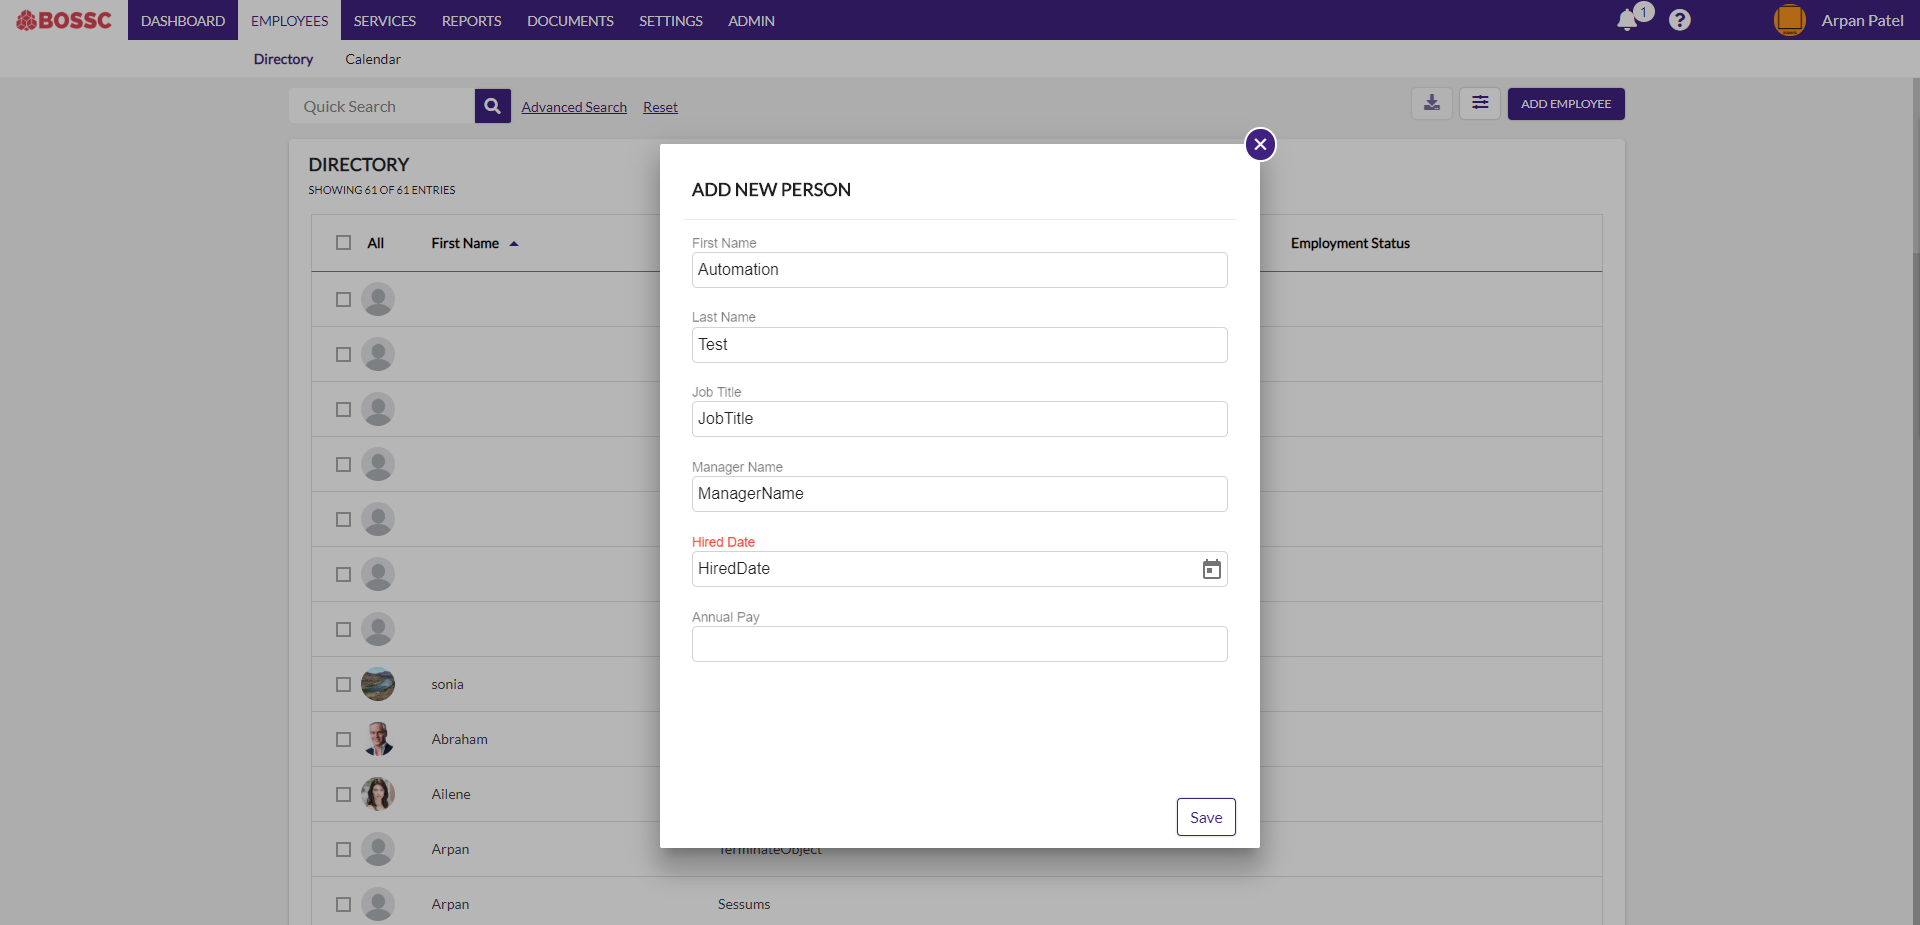 BOSSC DASHBOARD EMPLOYEES SERVICES REPORTS DOCUMENTS SETTINGS ADMIN 1 ? Arpan Patel
Directory Calendar
Quick Search Advanced Search Reset ADD EMPLOYEE
DIRECTORY
SHOWING 61 OF 61 ENTRIES
All First Name Employment Status
ADD NEW PERSON
First Name
Automation
Last Name
Test
Job Title
JobTitle
Manager Name
ManagerName
Hired Date
HiredDate
Annual Pay
Save
sonia
Abraham
Ailene
Arpan TerminateObject
Arpan Sessums